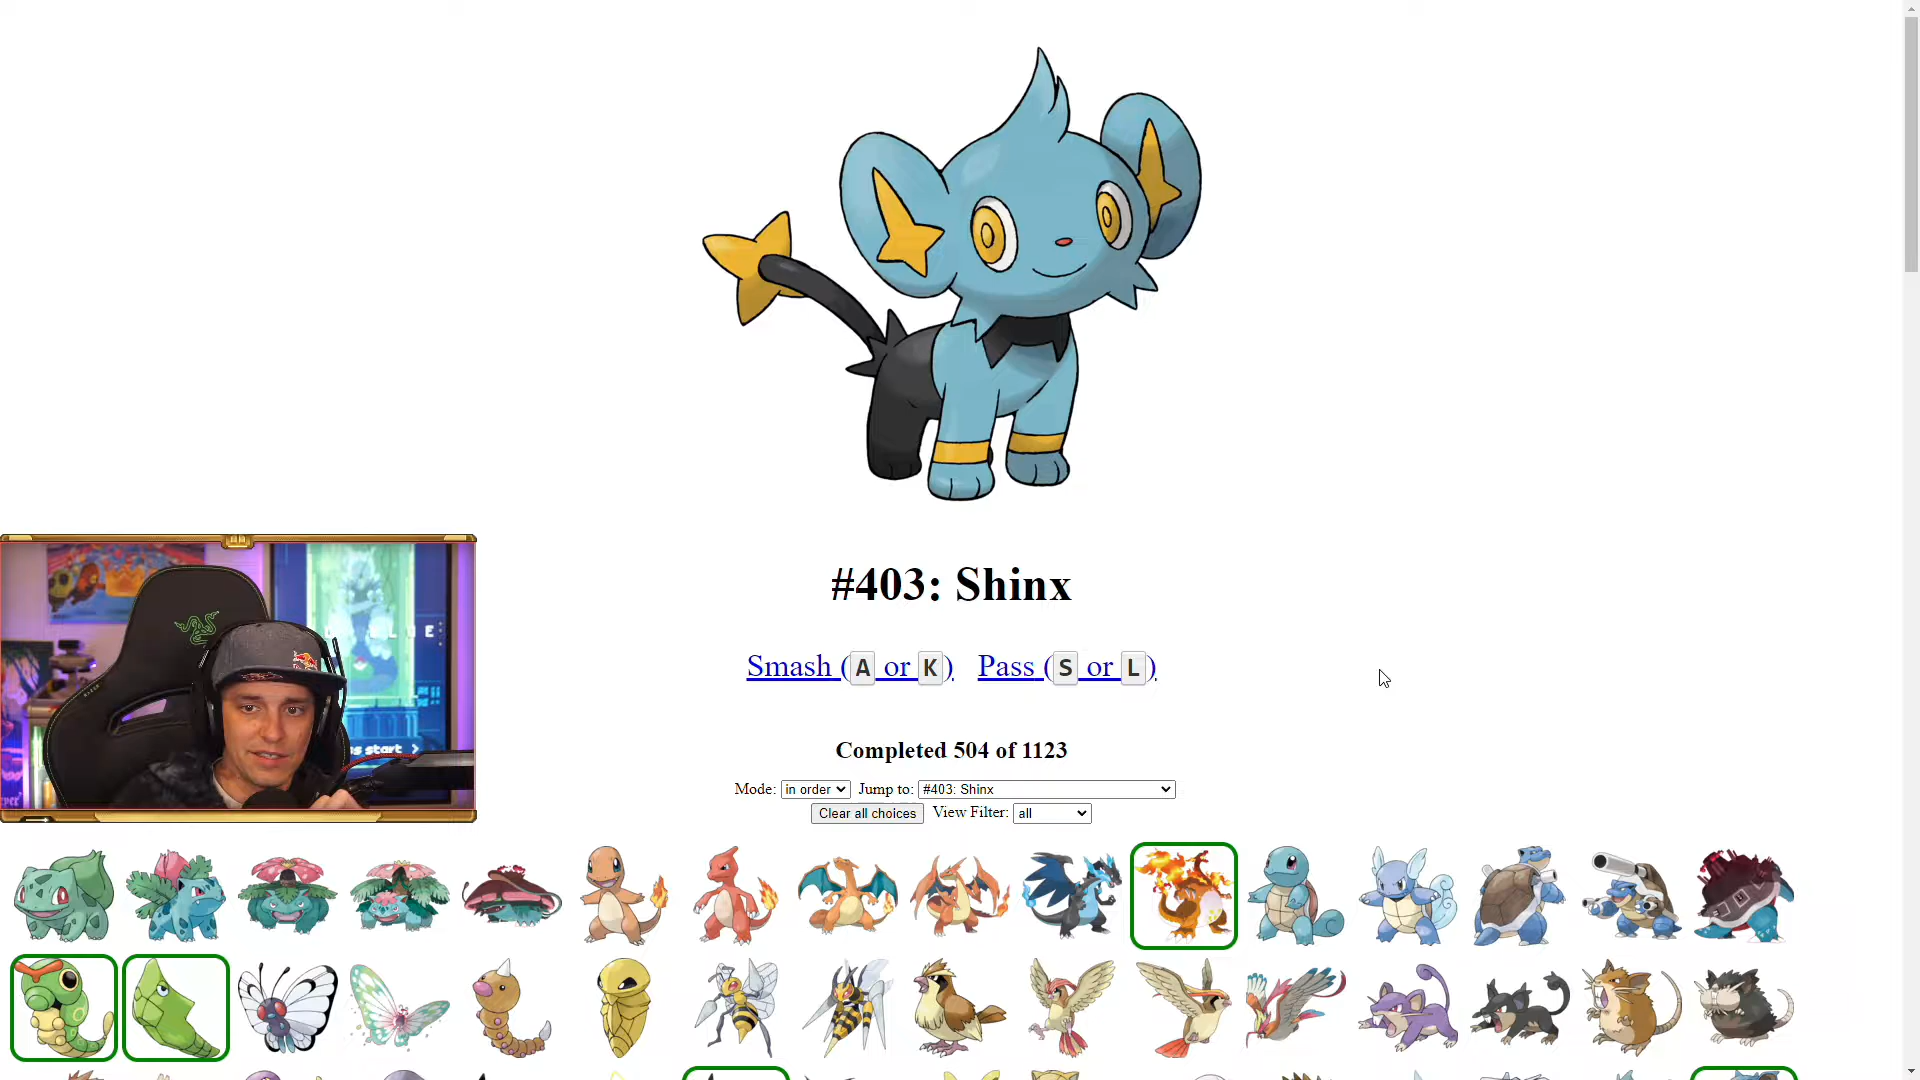 #403: Shinx
Smash (A or K) Pass (S or L)
Completed 504 of 1123
Mode: in order Jump to: #403: Shinx
Clear all choices View Filter: all